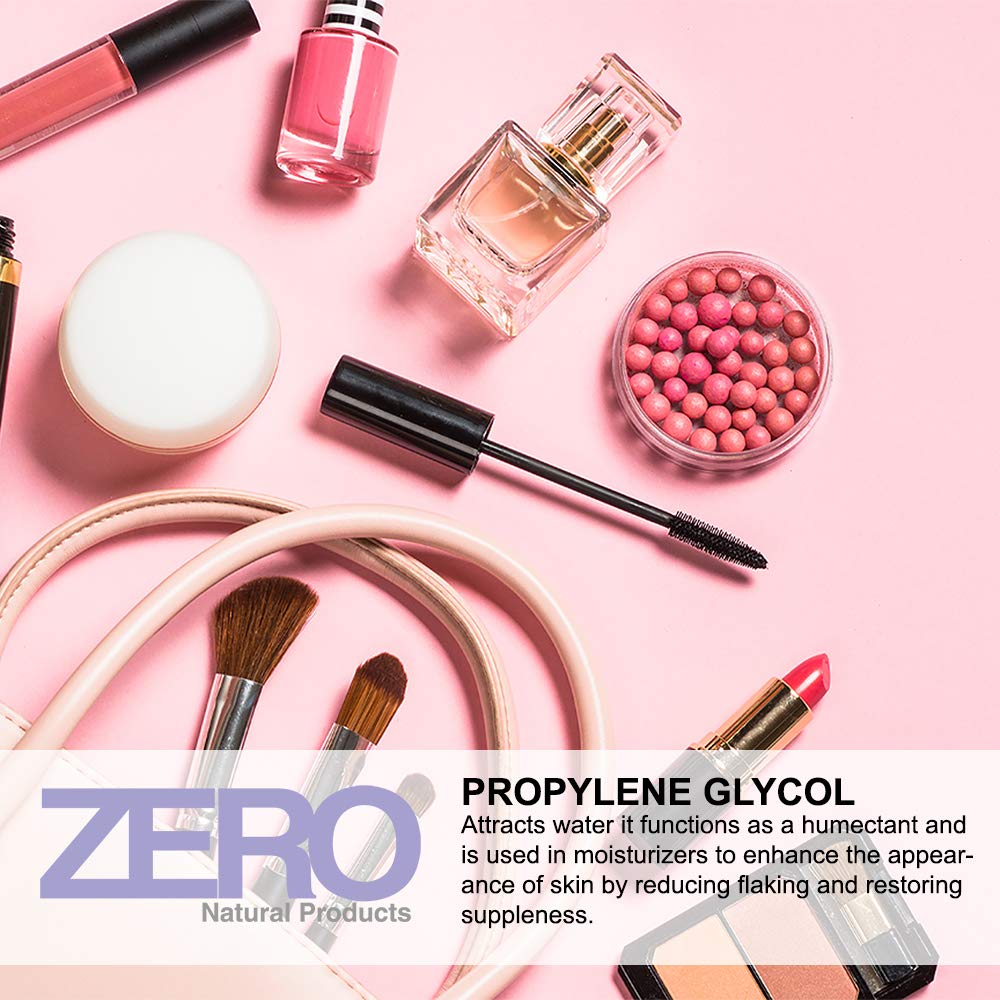 ZERO
Natural Products
PROPYLENE GLYCOL
Attracts water it functions as a humectant and
is used in moisturizers to enhance the appear-
ance of skin by reducing flaking and restoring
suppleness.